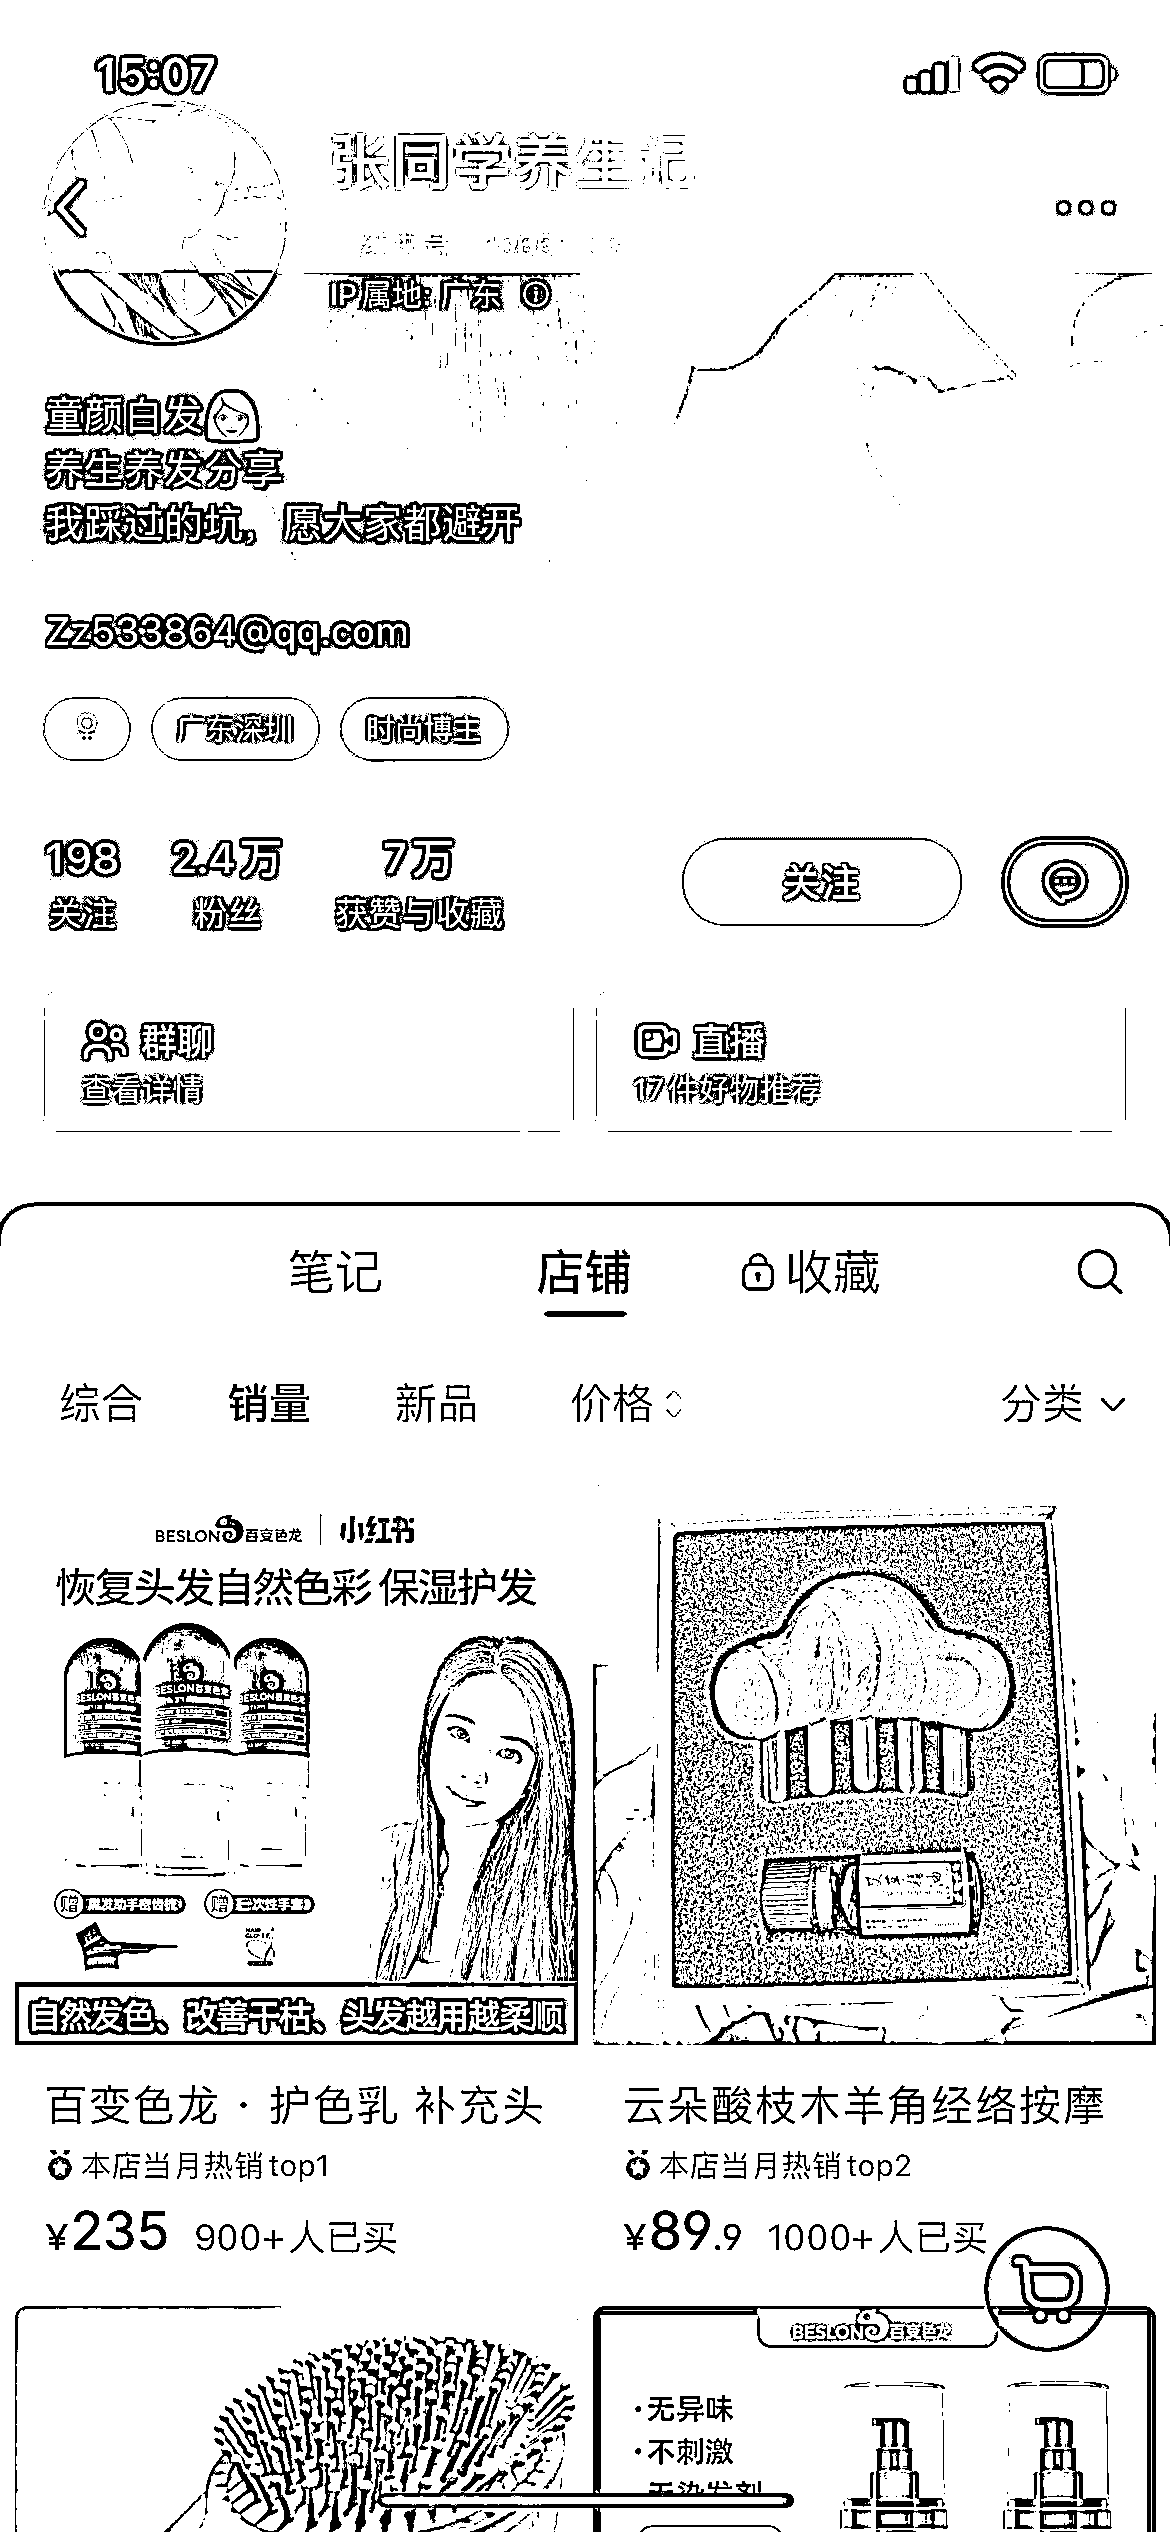 15:07
张同学养生记
IP属地: 广东
童颜白发
养生养发分享
我踩过的坑，愿大家都避开
Zz533864@qq.com
广东深圳 时尚博主
198 2.4万 7万
关注 粉丝 获赞与收藏 关注
群聊 直播
查看详情 17件好物推荐
笔记 店铺 收藏
综合 销量 新品 价格 分类
BESLON百变色龙 | 小红书
恢复头发自然色彩 保湿护发
BESLON百变色龙
自然发色、改善干枯、头发越用越柔顺
百变色龙 · 护色乳 补充头 云朵酸枝木羊角经络按摩
本店当月热销top1 本店当月热销top2
¥235 900+人已买 ¥89.9 1000+人已买
BESLON百变色龙
·无异味
·不刺激